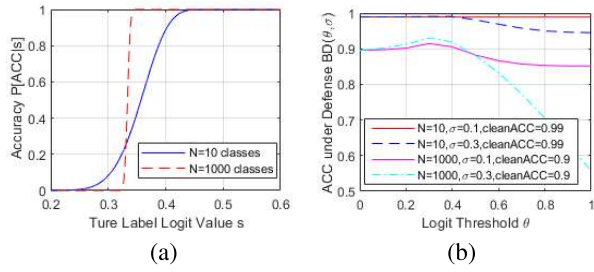 Accuracy P[ACC|s]
1
0.8
0.6
0.4
0.2
0
0.2 0.3 0.4 0.5 0.6
N=10 classes
N=1000 classes
Ture Label Logit Value s
(a)
ACC under Defense BD(θ,σ)
1
0.9
0.8
0.7
0.6
0.5
0 0.2 0.4 0.6 0.8 1
N=10,σ=0.1,cleanACC=0.99
N=10,σ=0.3,cleanACC=0.99
N=1000,σ=0.1,cleanACC=0.9
N=1000,σ=0.3,cleanACC=0.9
Logit Threshold θ
(b)